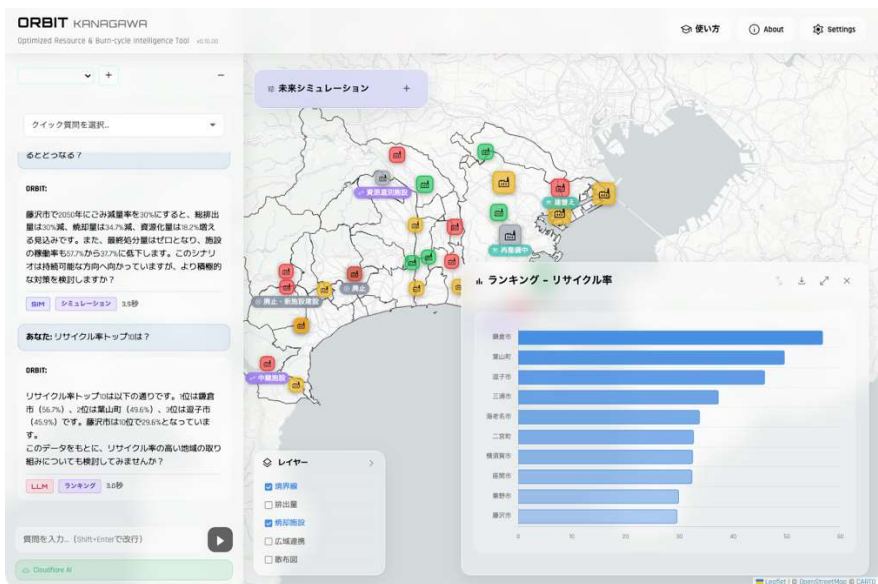 ORBIT KANAGAWA
Optimized Resource & Burn-cycle Intelligence Tool v0.10.00
使い方
About
Settings
クイック質問を選択...
るとどうなる？
ORBIT:
藤沢市で2050年にごみ減量率を30%にすると、総排出
量は30%減、焼却量は34.7%減、資源化量は18.2%増え
る見込みです。また、最終処分量はゼロとなり、施設
の稼働率も57.7%から37.7%に低下します。このシナリ
オは持続可能な方向へ向かっていますが、より積極的
な対策を検討しますか？
SIM シミュレーション 3.9秒
あなた: リサイクル率トップ10は？
ORBIT:
リサイクル率トップ10は以下の通りです。1位は鎌倉
市（56.7%）、2位は葉山町（49.6%）、3位は逗子市
（45.9%）です。藤沢市は10位で29.6%となっていま
す。
このデータをもとに、リサイクル率の高い地域の取り
組みについても検討してみませんか？
LLM ランキング 3.0秒
質問を入力... (Shift+Enterで改行)
Cloudflare AI
未来シミュレーション +
資源選別施設
建替え
再整備中
廃止
廃止・新施設建設
中継施設
レイヤー
境界線
排出量
焼却施設
広域連携
散布図
ランキング - リサイクル率
鎌倉市
葉山町
逗子市
三浦市
海老名市
二宮町
横須賀市
座間市
秦野市
藤沢市
0 10 20 30 40 50 60
Leaflet | © OpenStreetMap © CARTO